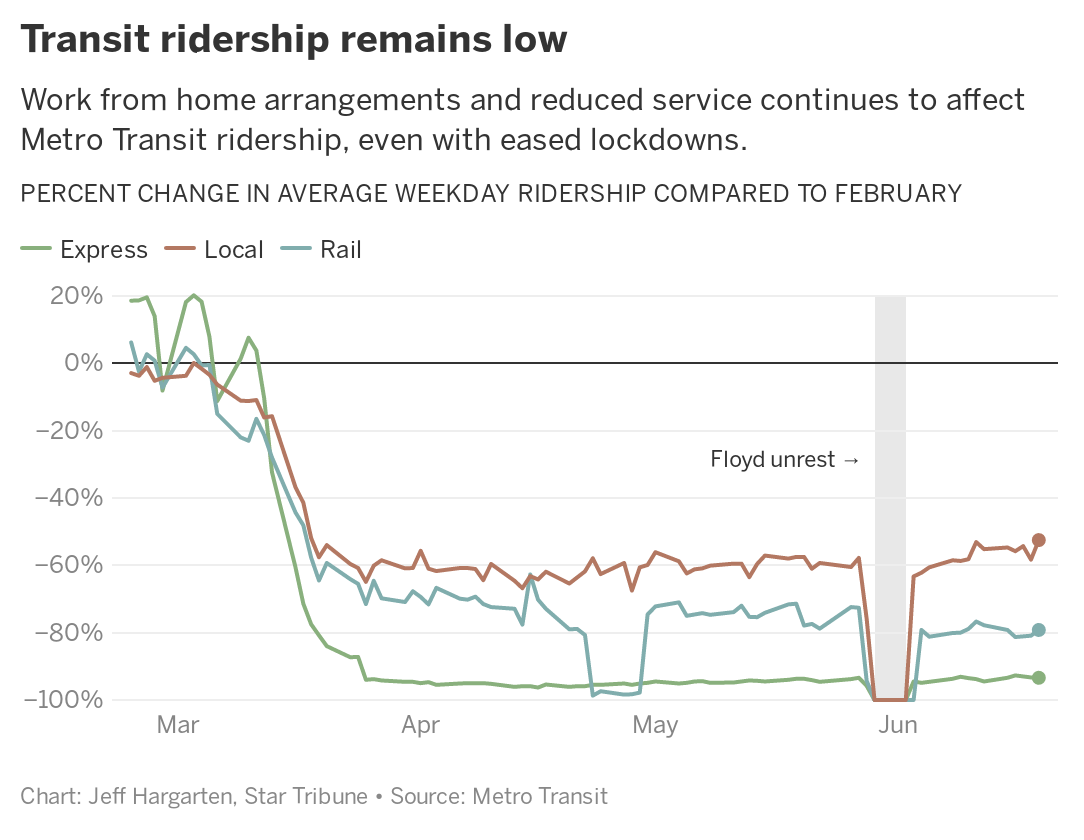 Transit ridership remains low
Work from home arrangements and reduced service continues to affect
Metro Transit ridership, even with eased lockdowns.
PERCENT CHANGE IN AVERAGE WEEKDAY RIDERSHIP COMPARED TO FEBRUARY
Express Local Rail
20%
0%
−20%
Floyd unrest →
−40%
−60%
−80%
−100%
Mar Apr May Jun
Chart: Jeff Hargarten, Star Tribune • Source: Metro Transit